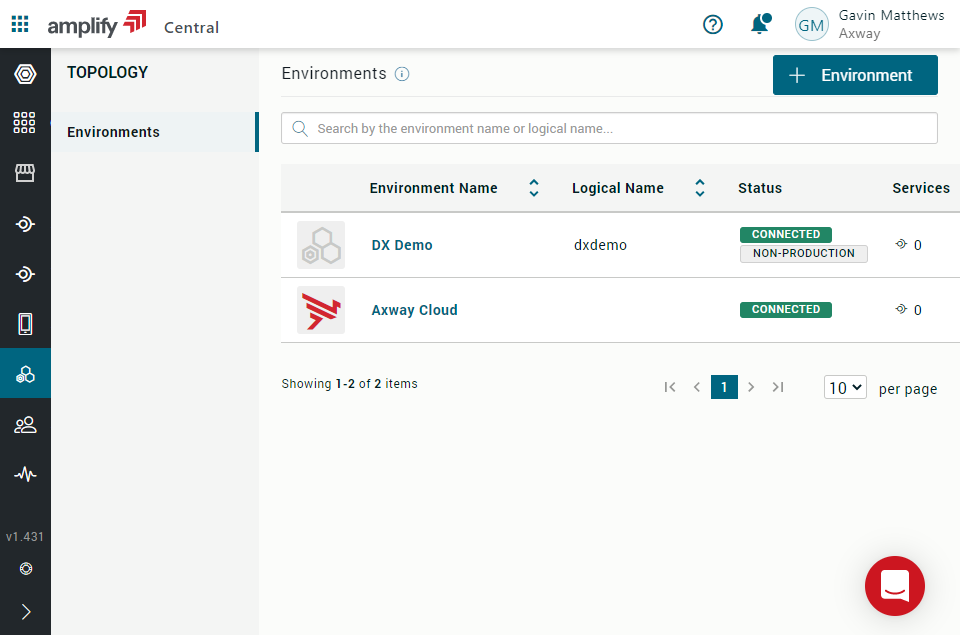 amplify Central
GM
Gavin Matthews
Axway
TOPOLOGY
Environments
Environments
+ Environment
Search by the environment name or logical name...
Environment Name Logical Name Status Services
DX Demo dxdemo CONNECTED 0
NON-PRODUCTION
Axway Cloud CONNECTED 0
Showing 1-2 of 2 items
1
10 per page
v1.431